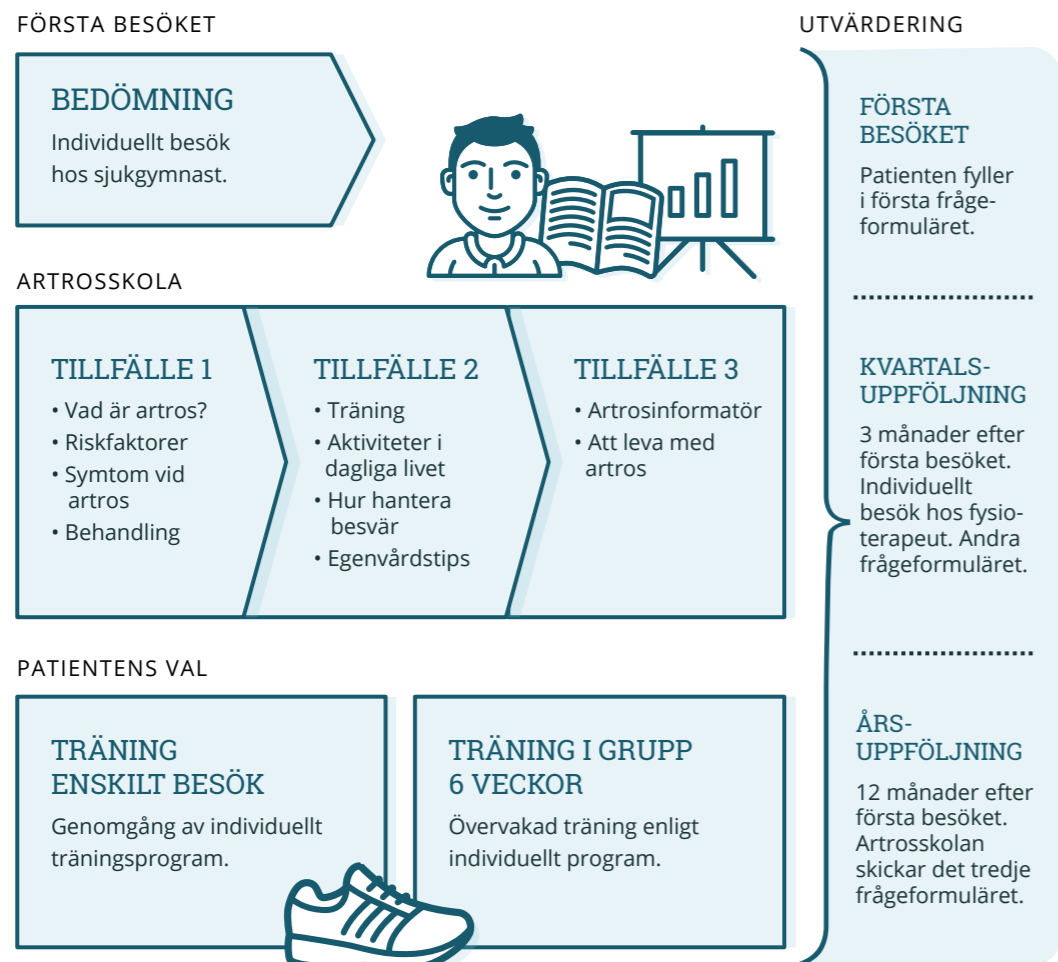 FÖRSTA BESÖKET
BEDÖMNING
Individuellt besök
hos sjukgymnast.
ARTROSSKOLA
TILLFÄLLE 1
• Vad är artros?
• Riskfaktorer
• Symtom vid
artros
• Behandling
TILLFÄLLE 2
• Träning
• Aktiviteter i
dagliga livet
• Hur hantera
besvär
• Egenvårdstips
TILLFÄLLE 3
• Artrosinformatör
• Att leva med
artros
PATIENTENS VAL
TRÄNING
ENSKILT BESÖK
Genomgång av individuellt
träningsprogram.
TRÄNING I GRUPP
6 VECKOR
Övervakad träning enligt
individuellt program.
UTVÄRDERING
FÖRSTA
BESÖKET
Patienten fyller
i första fråge-
formuläret.
KVARTALS-
UPPFÖLJNING
3 månader efter
första besöket.
Individuellt
besök hos fysio-
terapeut. Andra
frågeformuläret.
ÅRS-
UPPFÖLJNING
12 månader efter
första besöket.
Artrosskolan
skickar det tredje
frågeformuläret.